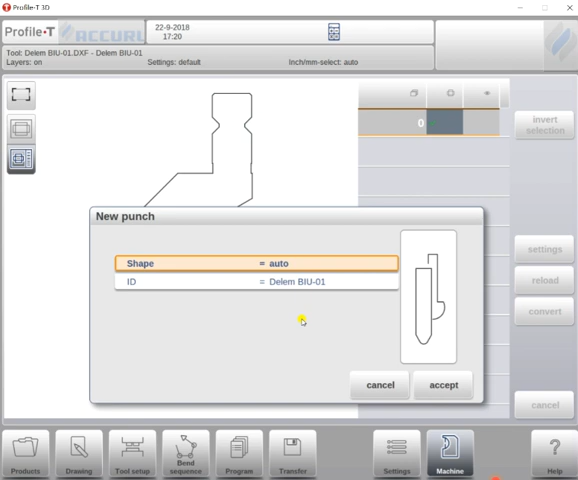 Profile-T 3D
Profile-T
ACCURL
22-9-2018
17:20
Tool: Delem BIU-01.DXF - Delem BIU-01
Layers: on
Settings: default
Inch/mm-select: auto
0
invert
selection
New punch
Shape = auto
ID = Delem BIU-01
cancel
accept
settings
reload
convert
cancel
Products
Drawing
Tool setup
Bend
sequence
Program
Transfer
Settings
Machine
?
Help